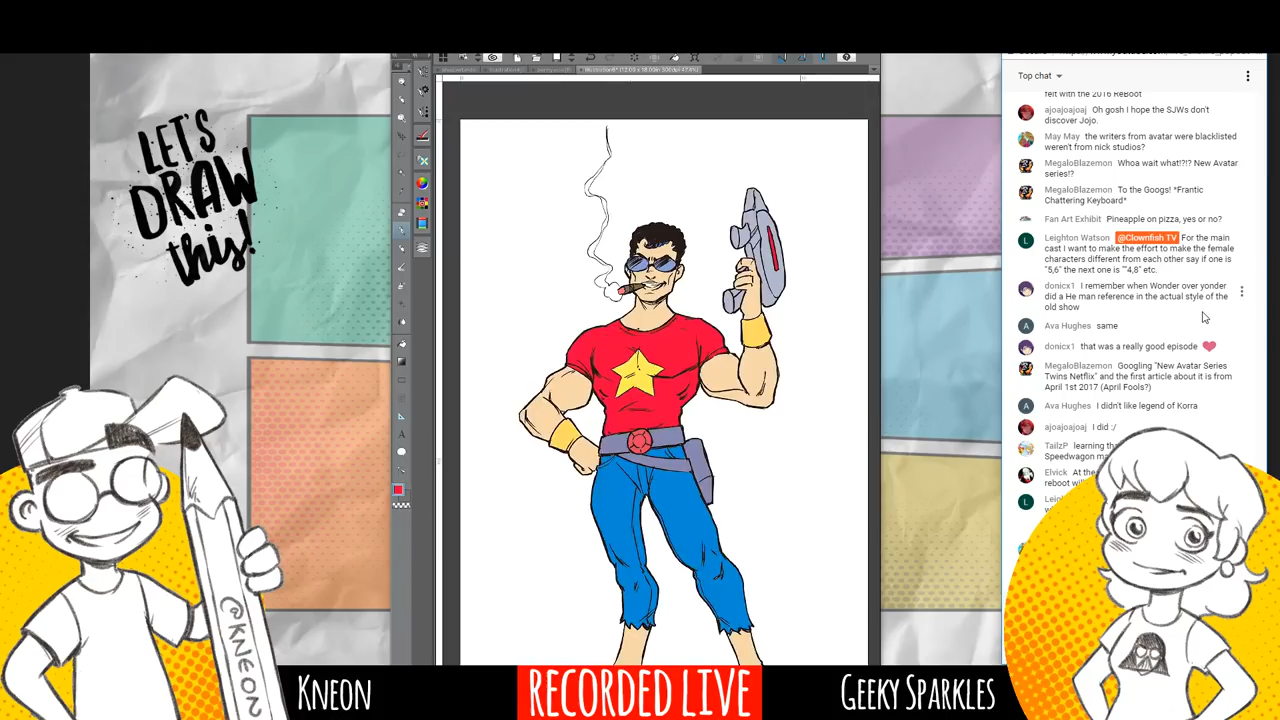 LET'S
DRAW
this!
@KNEON
Top chat
felt with the 2016 ReBoot
ajoajoajoaj Oh gosh I hope the SJWs don't
discover Jojo.
May May the writers from avatar were blacklisted
weren't from nick studios?
MegaloBlazemon Whoa wait what!?!? New Avatar
series!?
MegaloBlazemon To the Googs! *Frantic
Chattering Keyboard*
Fan Art Exhibit Pineapple on pizza, yes or no?
Leighton Watson @Clownfish TV For the main
cast I want to make the effort to make the female
characters different from each other say if one is
"5,6" the next one is ""4,8" etc.
donicx1 I remember when Wonder over yonder
did a He man reference in the actual style of the
old show
Ava Hughes same
donicx1 that was a really good episode
MegaloBlazemon Googling "New Avatar Series
Twins Netflix" and the first article about it is from
April 1st 2017 (April Fools?)
Ava Hughes I didn't like legend of Korra
ajoajoajoaj I did :/
TailzP learning
Speedwagon
Elvick At the
reboot
KNEON
RECORDED LIVE
GEEKY SPARKLES